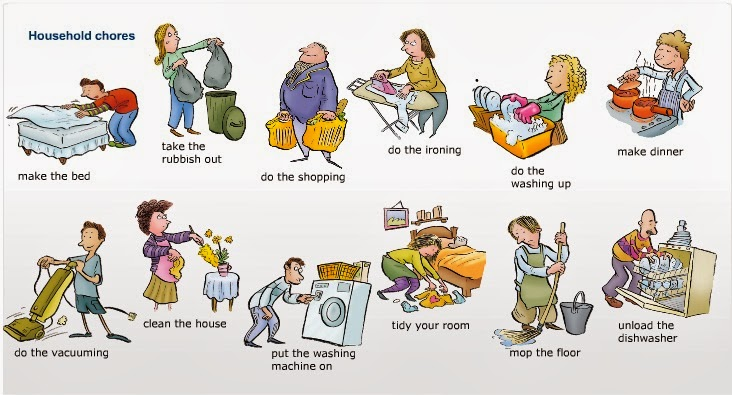 Household chores
make the bed
take the
rubbish out
do the shopping
do the ironing
do the
washing up
make dinner
do the vacuuming
clean the house
put the washing
machine on
tidy your room
mop the floor
unload the
dishwasher